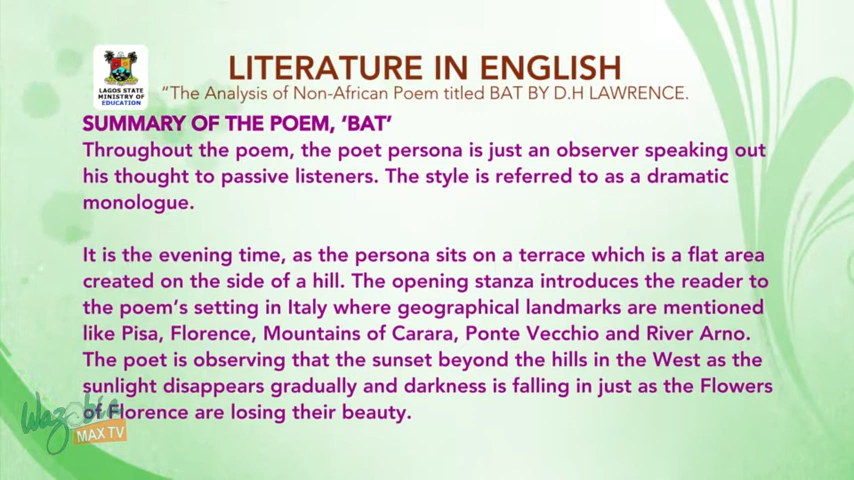 LITERATURE IN ENGLISH
LAGOS STATE
MINISTRY OF
EDUCATION
“The Analysis of Non-African Poem titled BAT BY D.H LAWRENCE.
SUMMARY OF THE POEM, ‘BAT’
Throughout the poem, the poet persona is just an observer speaking out
his thought to passive listeners. The style is referred to as a dramatic
monologue.
It is the evening time, as the persona sits on a terrace which is a flat area
created on the side of a hill. The opening stanza introduces the reader to
the poem’s setting in Italy where geographical landmarks are mentioned
like Pisa, Florence, Mountains of Carara, Ponte Vecchio and River Arno.
The poet is observing that the sunset beyond the hills in the West as the
sunlight disappears gradually and darkness is falling in just as the Flowers
of Florence are losing their beauty.
Wazobia
MAX TV